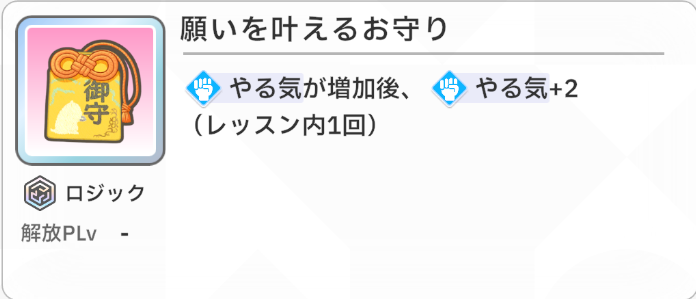 願いを叶えるお守り
御守
やる気が増加後、 やる気+2
（レッスン内1回）
ロジック
解放PLv -